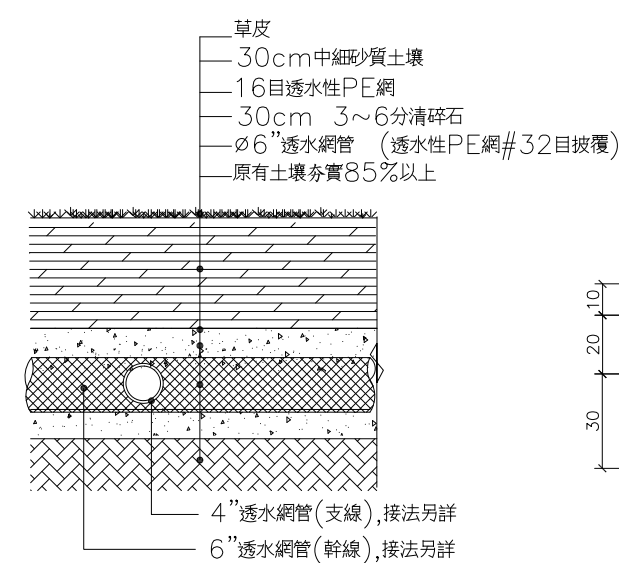 草皮
30cm中細砂質土壤
16目透水性PE網
30cm 3~6分清碎石
ø6"透水網管 (透水性PE網#32目披覆)
原有土壤夯實85%以上
10
20
30
4"透水網管(支線),接法另詳
6"透水網管(幹線),接法另詳